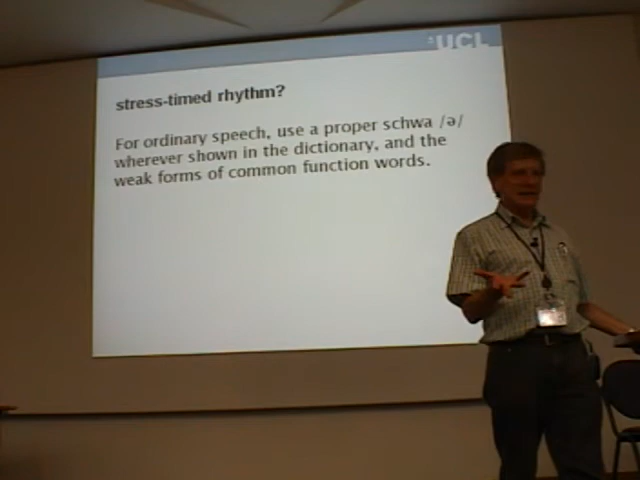 UCL
stress-timed rhythm?
For ordinary speech, use a proper schwa /ə/
wherever shown in the dictionary, and the
weak forms of common function words.